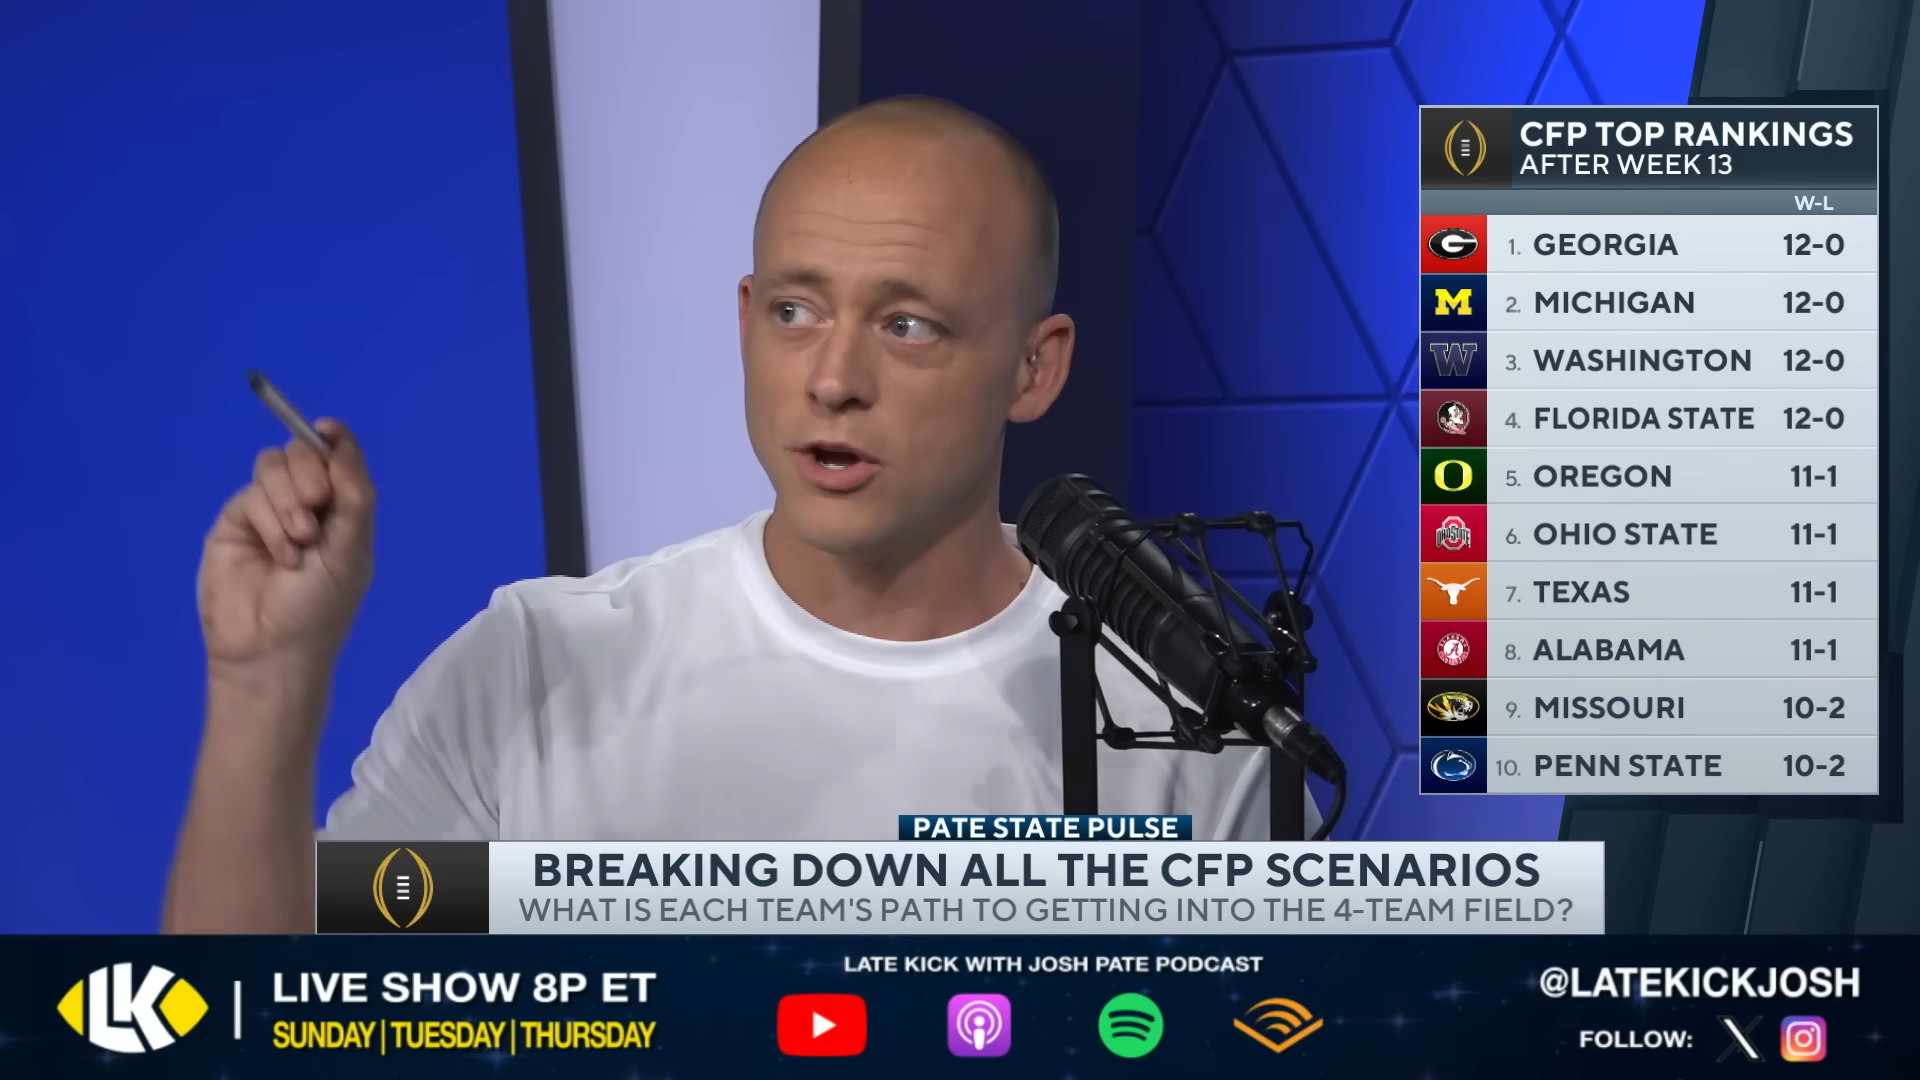 CFP TOP RANKINGS
AFTER WEEK 13
W-L
1. GEORGIA 12-0
2. MICHIGAN 12-0
3. WASHINGTON 12-0
4. FLORIDA STATE 12-0
5. OREGON 11-1
6. OHIO STATE 11-1
7. TEXAS 11-1
8. ALABAMA 11-1
9. MISSOURI 10-2
10. PENN STATE 10-2
PATE STATE PULSE
BREAKING DOWN ALL THE CFP SCENARIOS
WHAT IS EACH TEAM'S PATH TO GETTING INTO THE 4-TEAM FIELD?
LK
LIVE SHOW 8P ET
SUNDAY|TUESDAY|THURSDAY
LATE KICK WITH JOSH PATE PODCAST
@LATEKICKJOSH
FOLLOW: